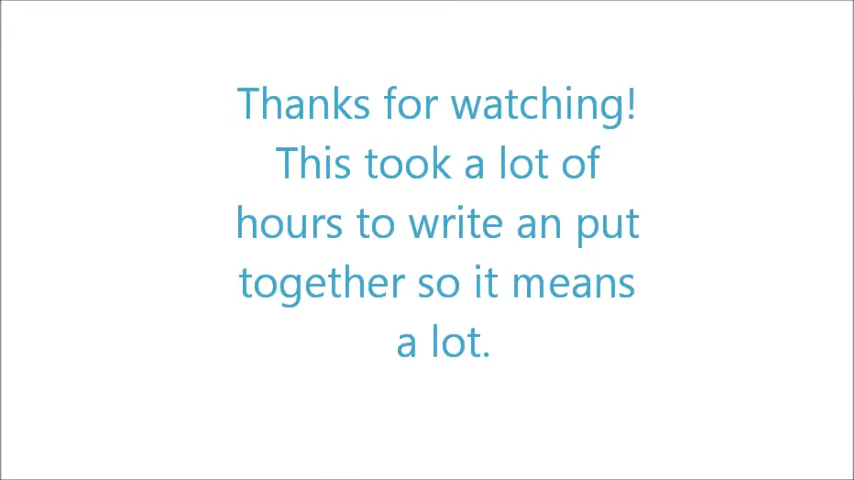 Thanks for watching!
This took a lot of
hours to write an put
together so it means
a lot.